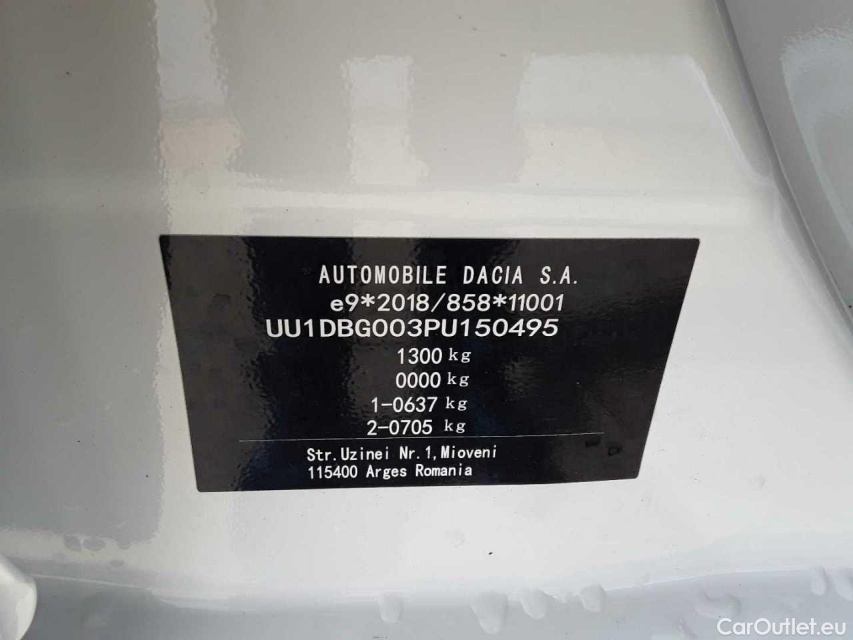 AUTOMOBILE DACIA S.A.
e9*2018/858*11001
UU1DBG003PU150495
1300 kg
0000 kg
1-0637 kg
2-0705 kg
Str.Uzinei Nr.1,Mioveni
115400 Arges Romania
CarOutlet.eu